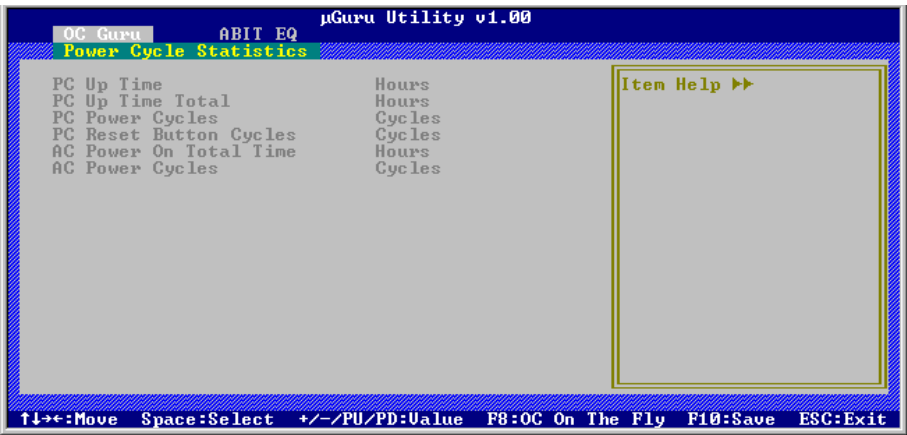 µGuru Utility v1.00
OC Guru ABIT EQ
Power Cycle Statistics
PC Up Time Hours
PC Up Time Total Hours
PC Power Cycles Cycles
PC Reset Button Cycles Cycles
AC Power On Total Time Hours
AC Power Cycles Cycles
Item Help ▶▶
↑↓→←:Move Space:Select +/-/PU/PD:Value F8:OC On The Fly F10:Save ESC:Exit